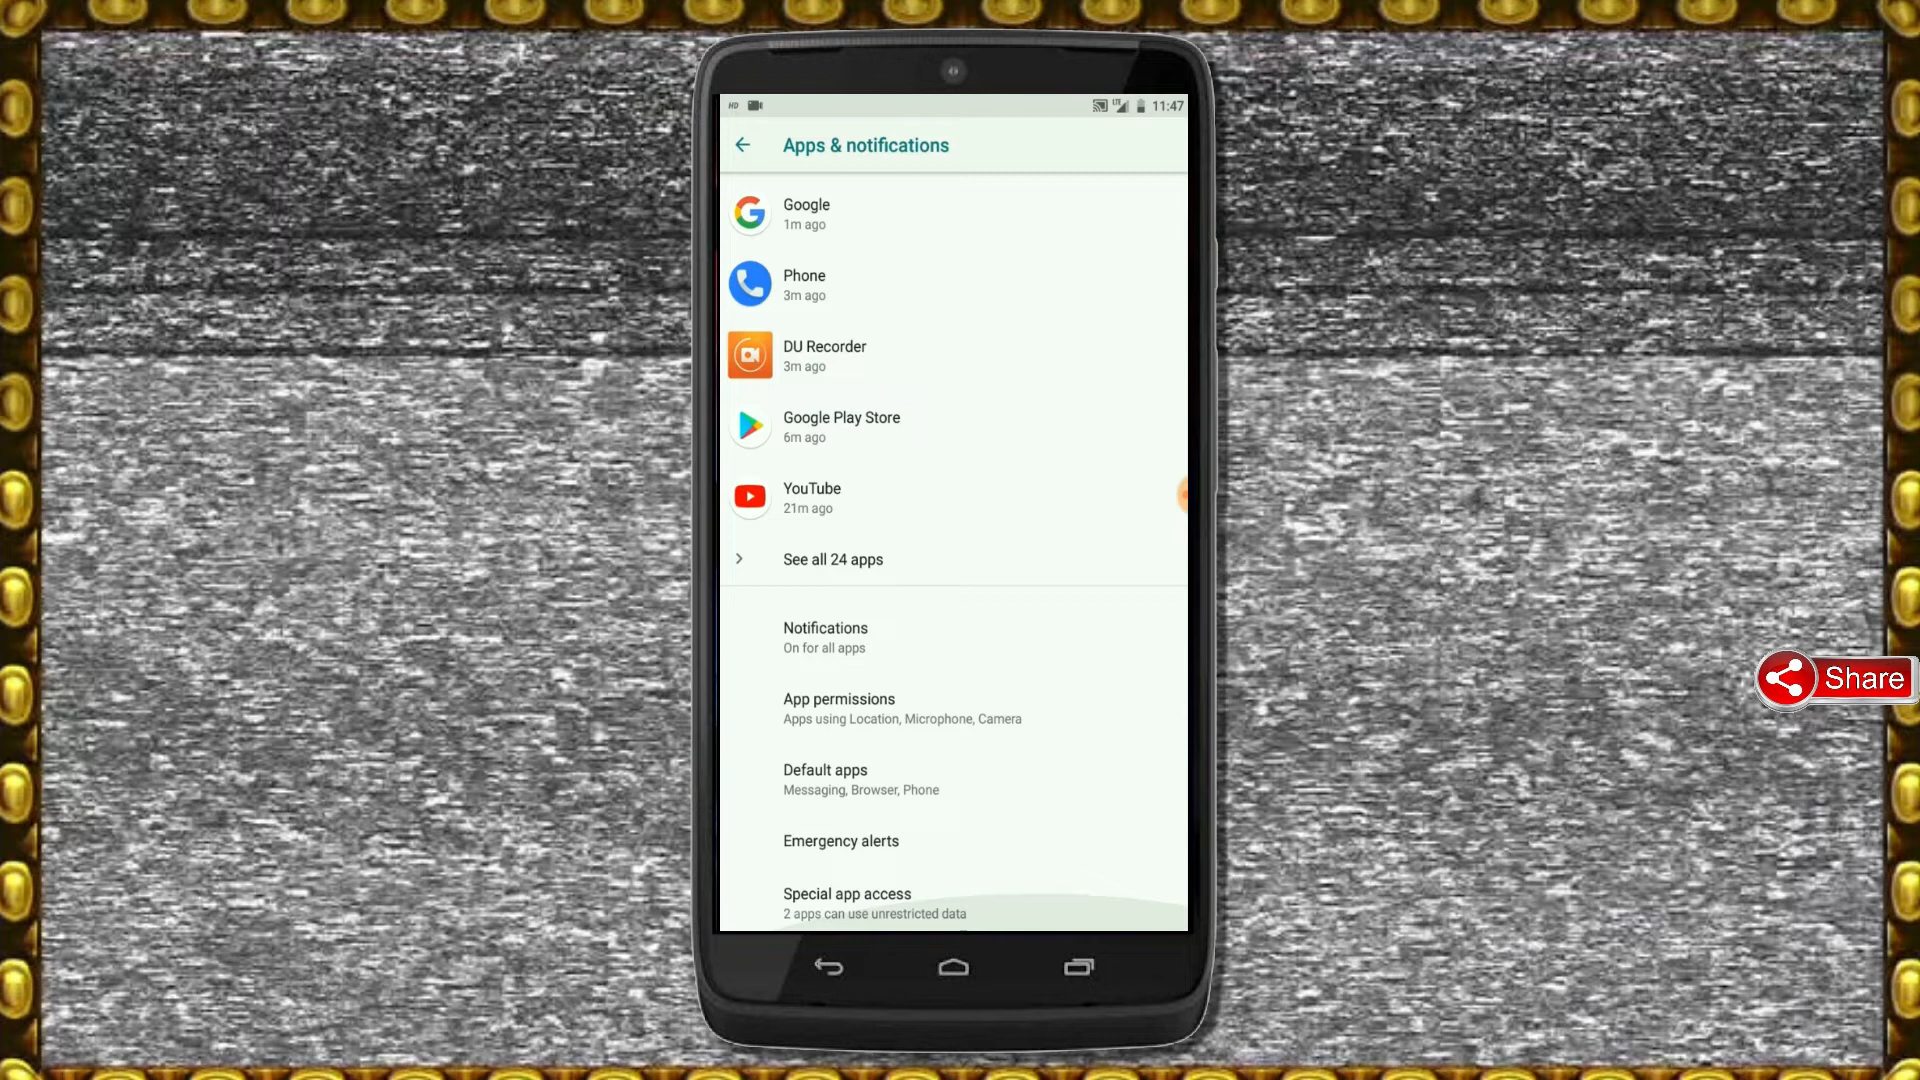 HD
LTE
11:47
Apps & notifications
Google
1m ago
Phone
3m ago
DU Recorder
3m ago
Google Play Store
6m ago
YouTube
21m ago
See all 24 apps
Notifications
On for all apps
App permissions
Apps using Location, Microphone, Camera
Default apps
Messaging, Browser, Phone
Emergency alerts
Special app access
2 apps can use unrestricted data
Share